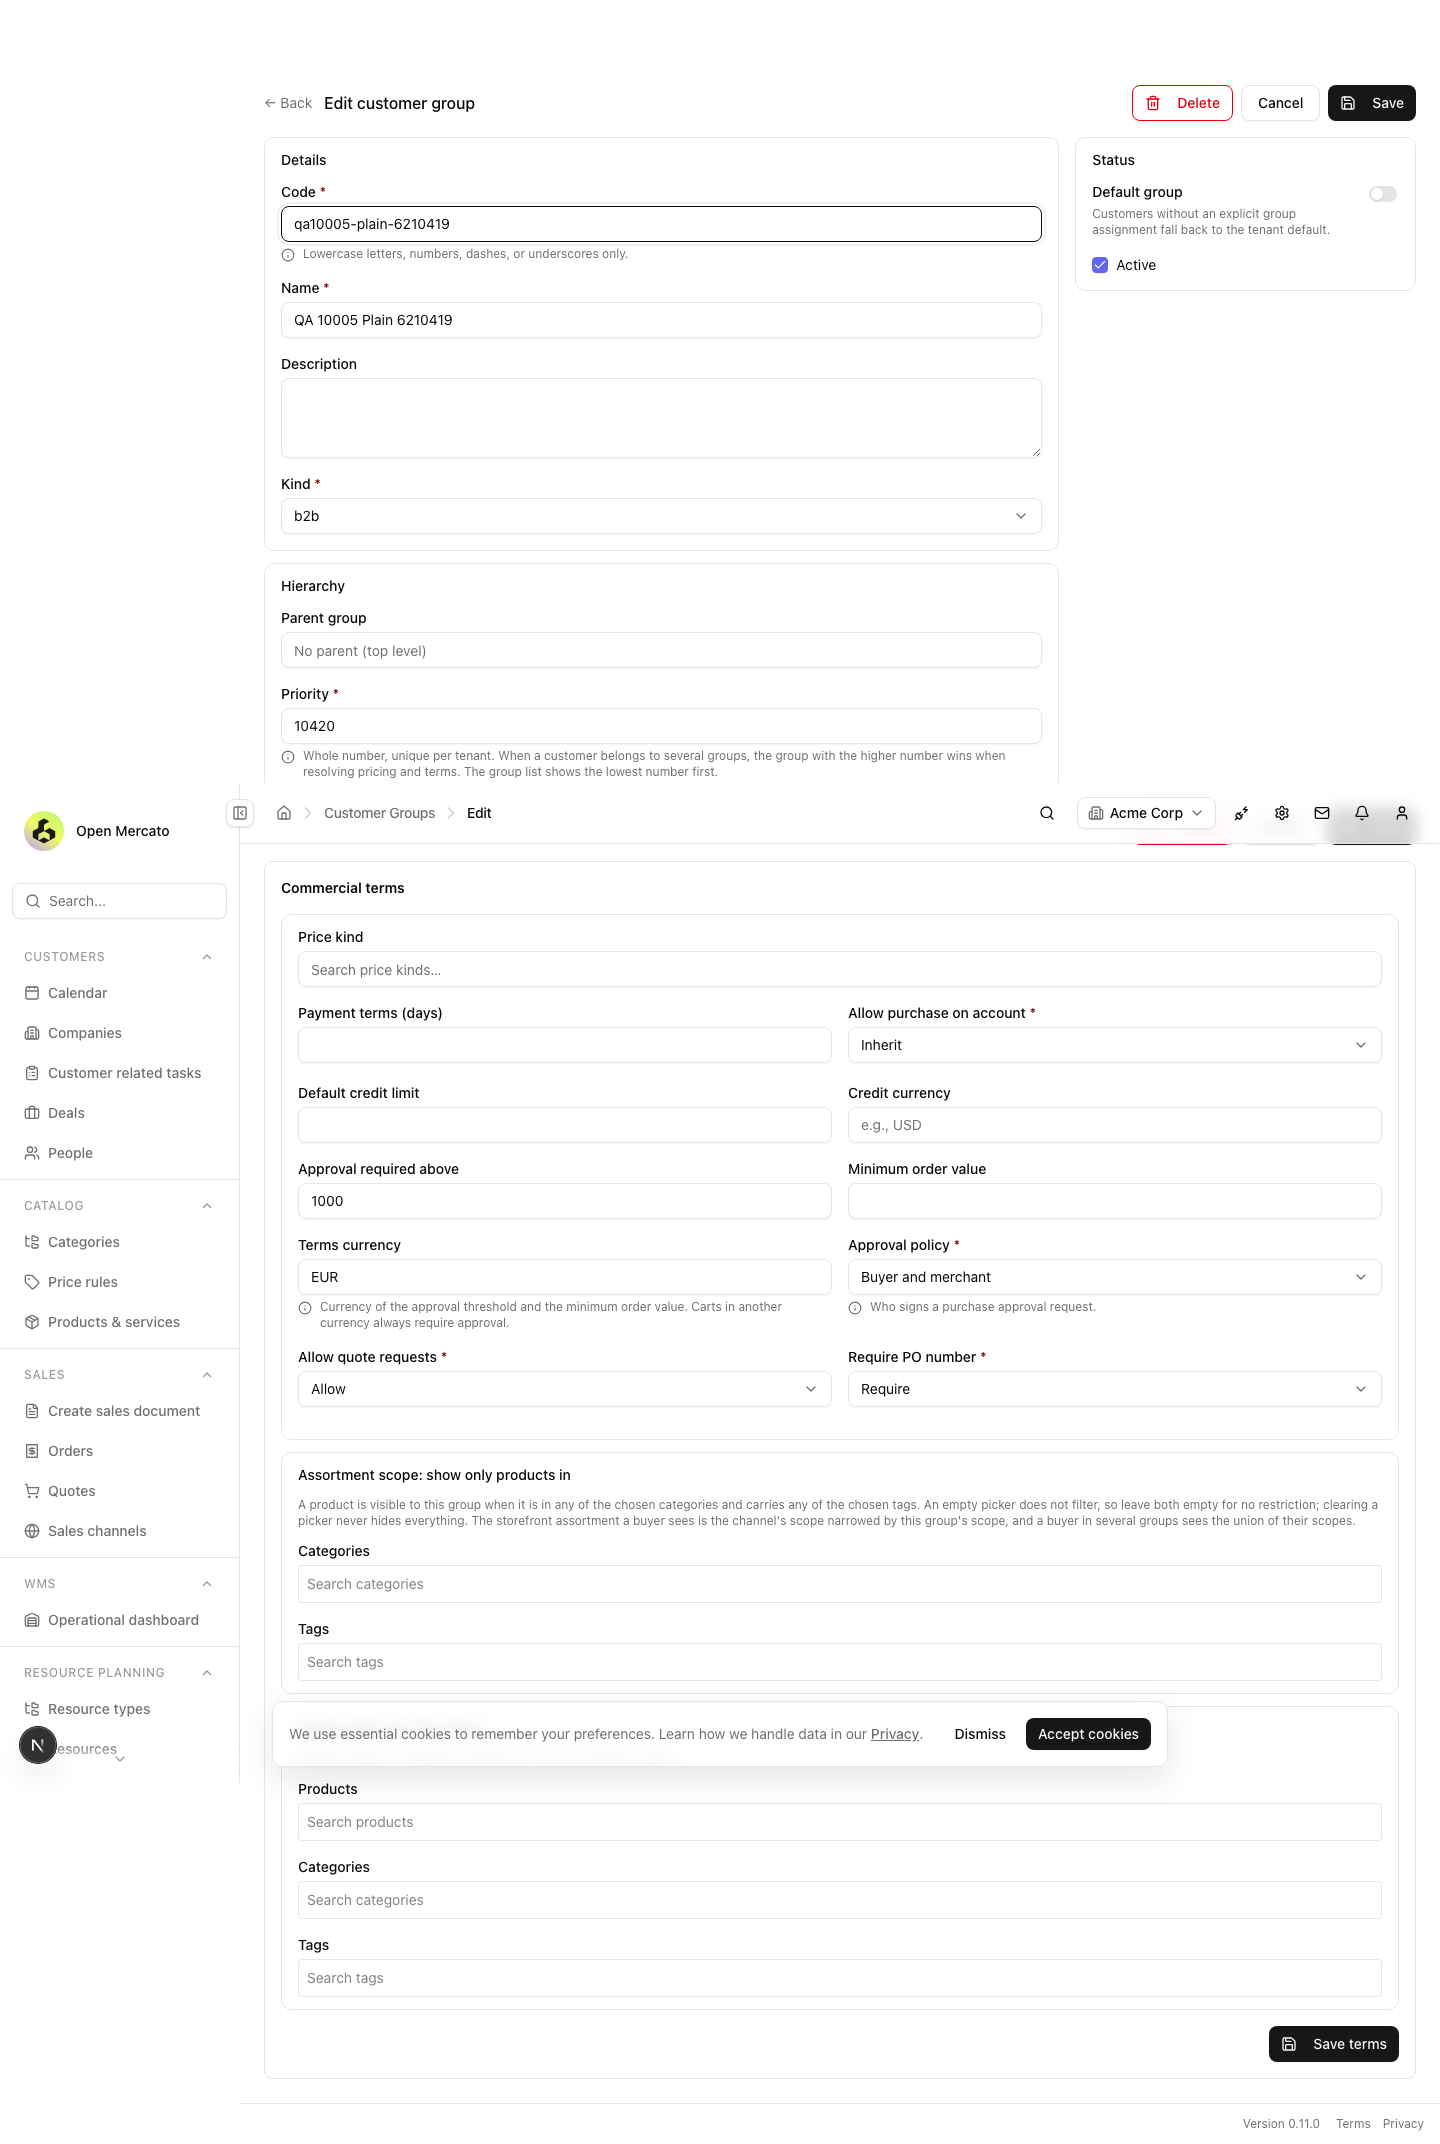 ← Back Edit customer group
Delete
Cancel
Save
Details
Code *
qa10005-plain-6210419
Lowercase letters, numbers, dashes, or underscores only.
Name *
QA 10005 Plain 6210419
Description
Kind *
b2b
Status
Default group
Customers without an explicit group
assignment fall back to the tenant default.
Active
Hierarchy
Parent group
No parent (top level)
Priority *
10420
Whole number, unique per tenant. When a customer belongs to several groups, the group with the higher number wins when
resolving pricing and terms. The group list shows the lowest number first.
Open Mercato
Search...
CUSTOMERS
Calendar
Companies
Customer related tasks
Deals
People
CATALOG
Categories
Price rules
Products & services
SALES
Create sales document
Orders
Quotes
Sales channels
WMS
Operational dashboard
RESOURCE PLANNING
Resource types
Customer Groups
Edit
Acme Corp
Commercial terms
Price kind
Search price kinds...
Payment terms (days)
Allow purchase on account *
Inherit
Default credit limit
Credit currency
e.g., USD
Approval required above
1000
Minimum order value
Terms currency
EUR
Currency of the approval threshold and the minimum order value. Carts in another
currency always require approval.
Approval policy *
Buyer and merchant
Who signs a purchase approval request.
Allow quote requests *
Allow
Require PO number *
Require
Assortment scope: show only products in
A product is visible to this group when it is in any of the chosen categories and carries any of the chosen tags. An empty picker does not filter, so leave both empty for no restriction; clearing a
picker never hides everything. The storefront assortment a buyer sees is the channel's scope narrowed by this group's scope, and a buyer in several groups sees the union of their scopes.
Categories
Search categories
Tags
Search tags
We use essential cookies to remember your preferences. Learn how we handle data in our Privacy.
Dismiss
Accept cookies
Products
Search products
Categories
Search categories
Tags
Search tags
Save terms
Version 0.11.0
Terms
Privacy